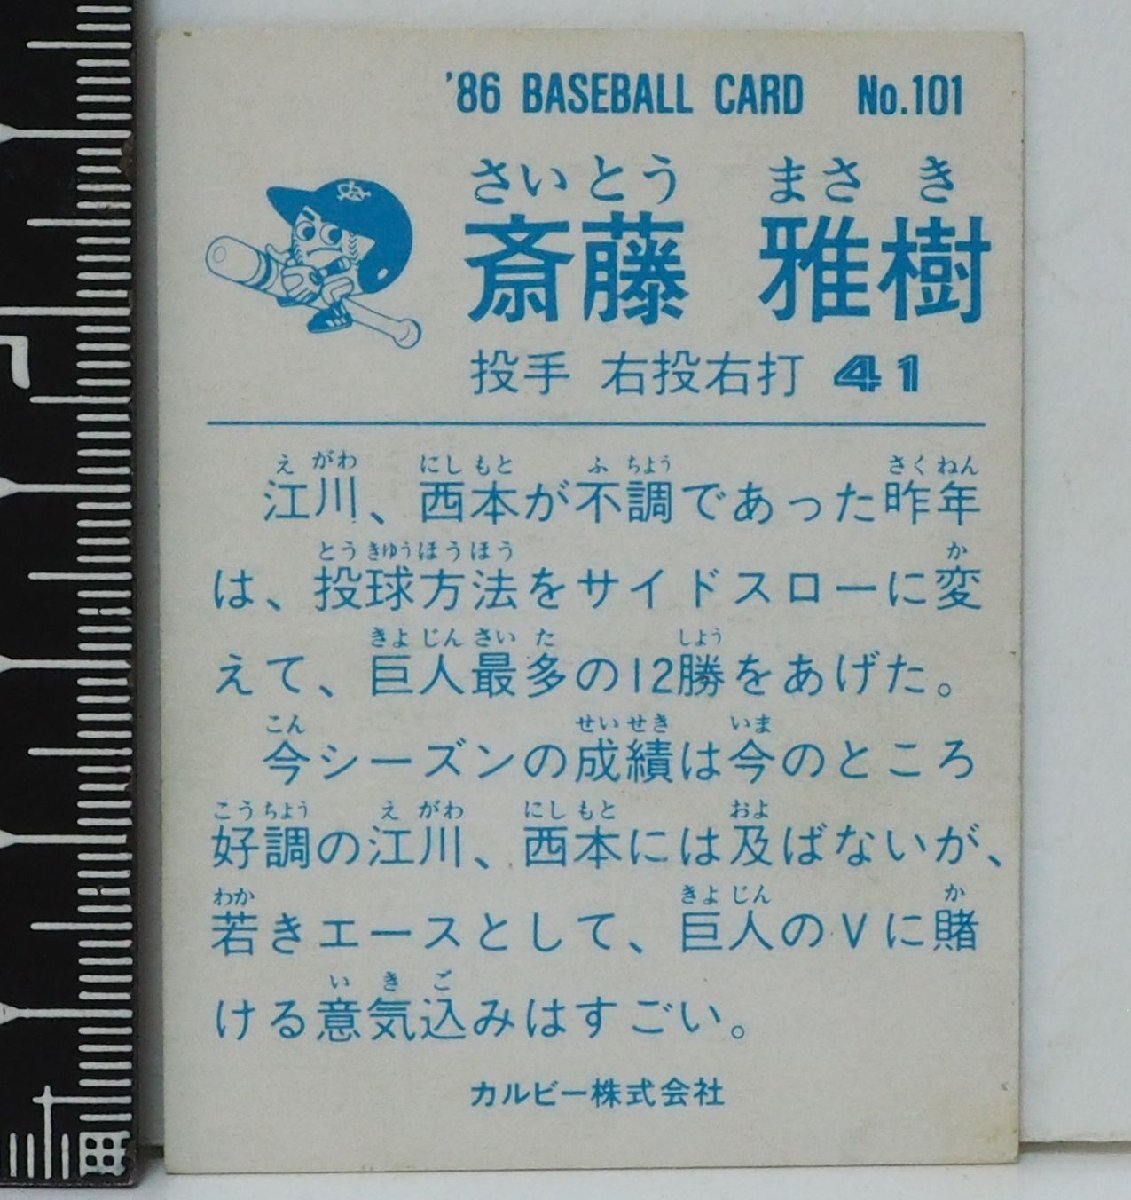 '86 BASEBALL CARD No.101
さいとう まさ き
斎藤 雅樹
投手 右投右打 41
え がわ にし もと ふ ちょう さく ねん
江川、西本が不調であった昨年
とう きゅう ほう ほう か
は、投球方法をサイドスローに変
きょ じん さい た しょう
えて、巨人最多の12勝をあげた。
こん せい せき いま
今シーズンの成績は今のところ
こう ちょう え がわ にし もと およ
好調の江川、西本には及ばないが、
わか きょ じん か
若きエースとして、巨人のVに賭
い き ご
ける意気込みはすごい。
カルビー株式会社